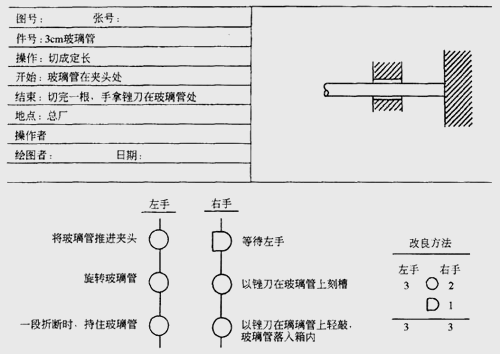 图号： 张号：
件号：3cm玻璃管
操作：切成定长
开始：玻璃管在夹头处
结束：切完一根，手拿锉刀在玻璃管处
地点：总厂
操作者
绘图者： 日期：
左手 右手
将玻璃管推进夹头 等待左手
旋转玻璃管 以锉刀在玻璃管上刻槽
一段折断时，持住玻璃管 以锉刀在璃璃管上轻敲，
玻璃管落入箱内
改良方法
左手 右手
3 2
1
3 3